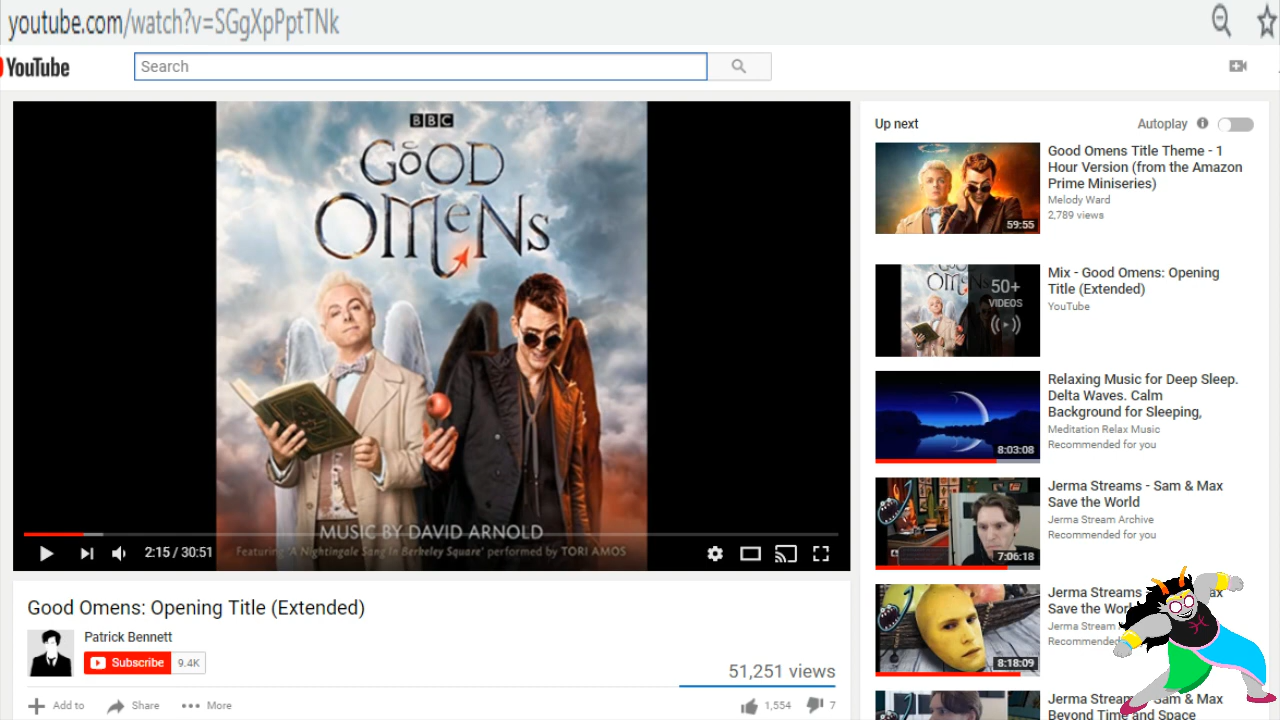 youtube.com/watch?v=SGgXpPptTNk
YouTube
Search
BBC
GOOD
OMENS
MUSIC BY DAVID ARNOLD
Featuring 'A Nightingale Sang In Berkeley Square' performed by TORI AMOS
2:15 / 30:51
Good Omens: Opening Title (Extended)
Patrick Bennett
Subscribe 9.4K
51,251 views
Add to Share More
1,554 7
Up next Autoplay
59:55
Good Omens Title Theme - 1
Hour Version (from the Amazon
Prime Miniseries)
Melody Ward
2,789 views
OMENS
50+
VIDEOS
Mix - Good Omens: Opening
Title (Extended)
YouTube
8:03:08
Relaxing Music for Deep Sleep.
Delta Waves. Calm
Background for Sleeping,
Meditation Relax Music
Recommended for you
7:06:18
Jerma Streams - Sam & Max
Save the World
Jerma Stream Archive
Recommended for you
8:18:09
Jerma Streams
Save the
Jerma Stream
Recommended
Jerma Streams Sam & Max
Beyond Time and Space